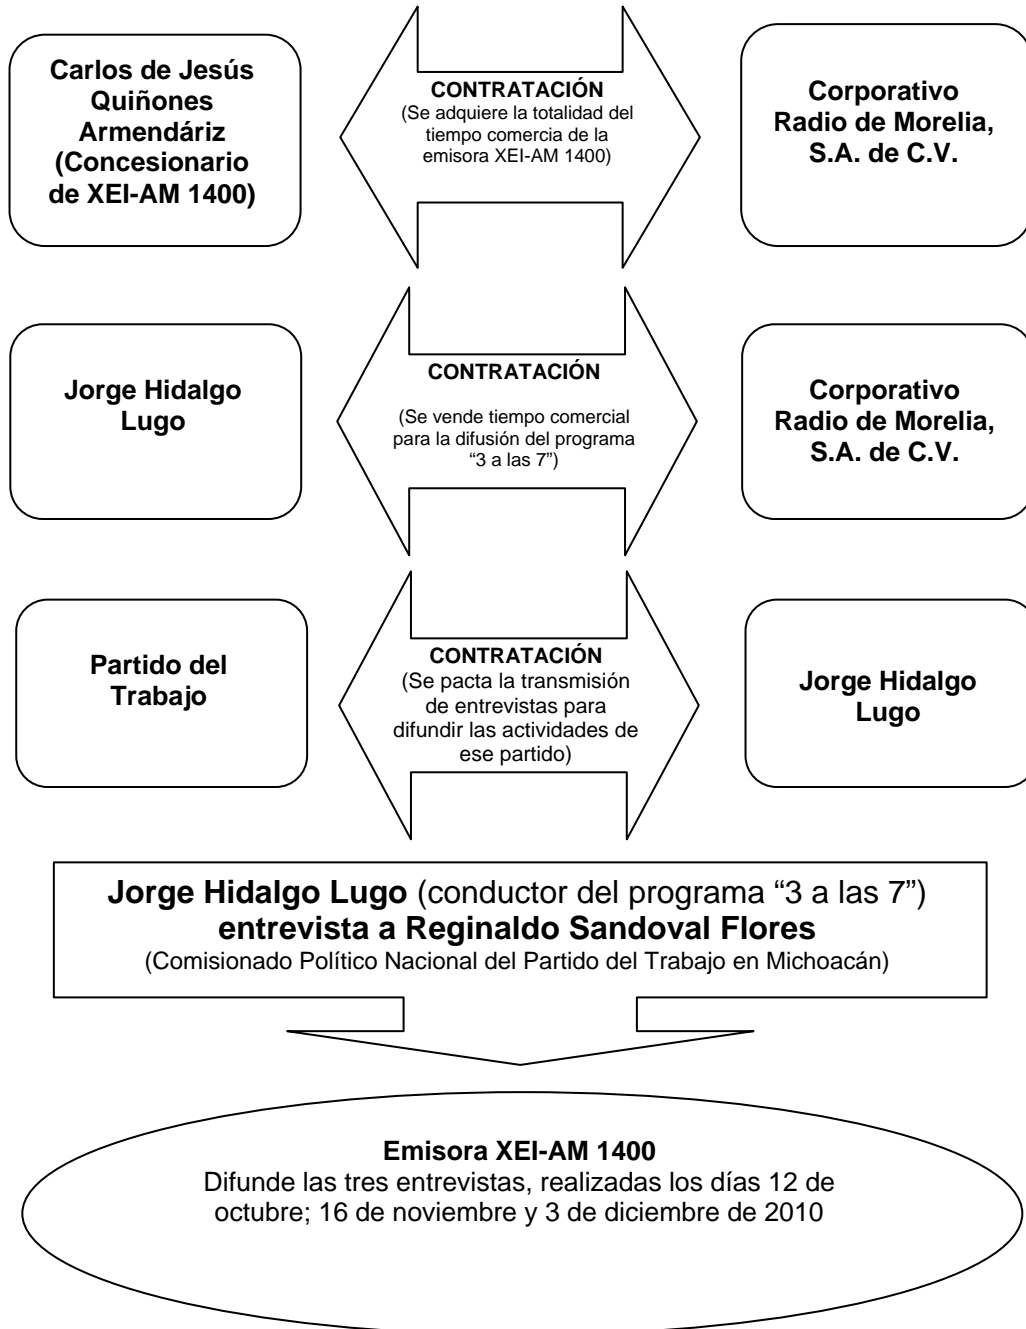 Carlos de Jesús
Quiñones
Armendáriz
(Concesionario
de XEI-AM 1400)
CONTRATACIÓN
(Se adquiere la totalidad del
tiempo comercia de la
emisora XEI-AM 1400)
Corporativo
Radio de Morelia,
S.A. de C.V.
Jorge Hidalgo
Lugo
CONTRATACIÓN
(Se vende tiempo comercial
para la difusión del programa
“3 a las 7”)
Corporativo
Radio de Morelia,
S.A. de C.V.
Partido del
Trabajo
CONTRATACIÓN
(Se pacta la transmisión
de entrevistas para
difundir las actividades de
ese partido)
Jorge Hidalgo
Lugo
Jorge Hidalgo Lugo (conductor del programa “3 a las 7”)
entrevista a Reginaldo Sandoval Flores
(Comisionado Político Nacional del Partido del Trabajo en Michoacán)
Emisora XEI-AM 1400
Difunde las tres entrevistas, realizadas los días 12 de
octubre; 16 de noviembre y 3 de diciembre de 2010